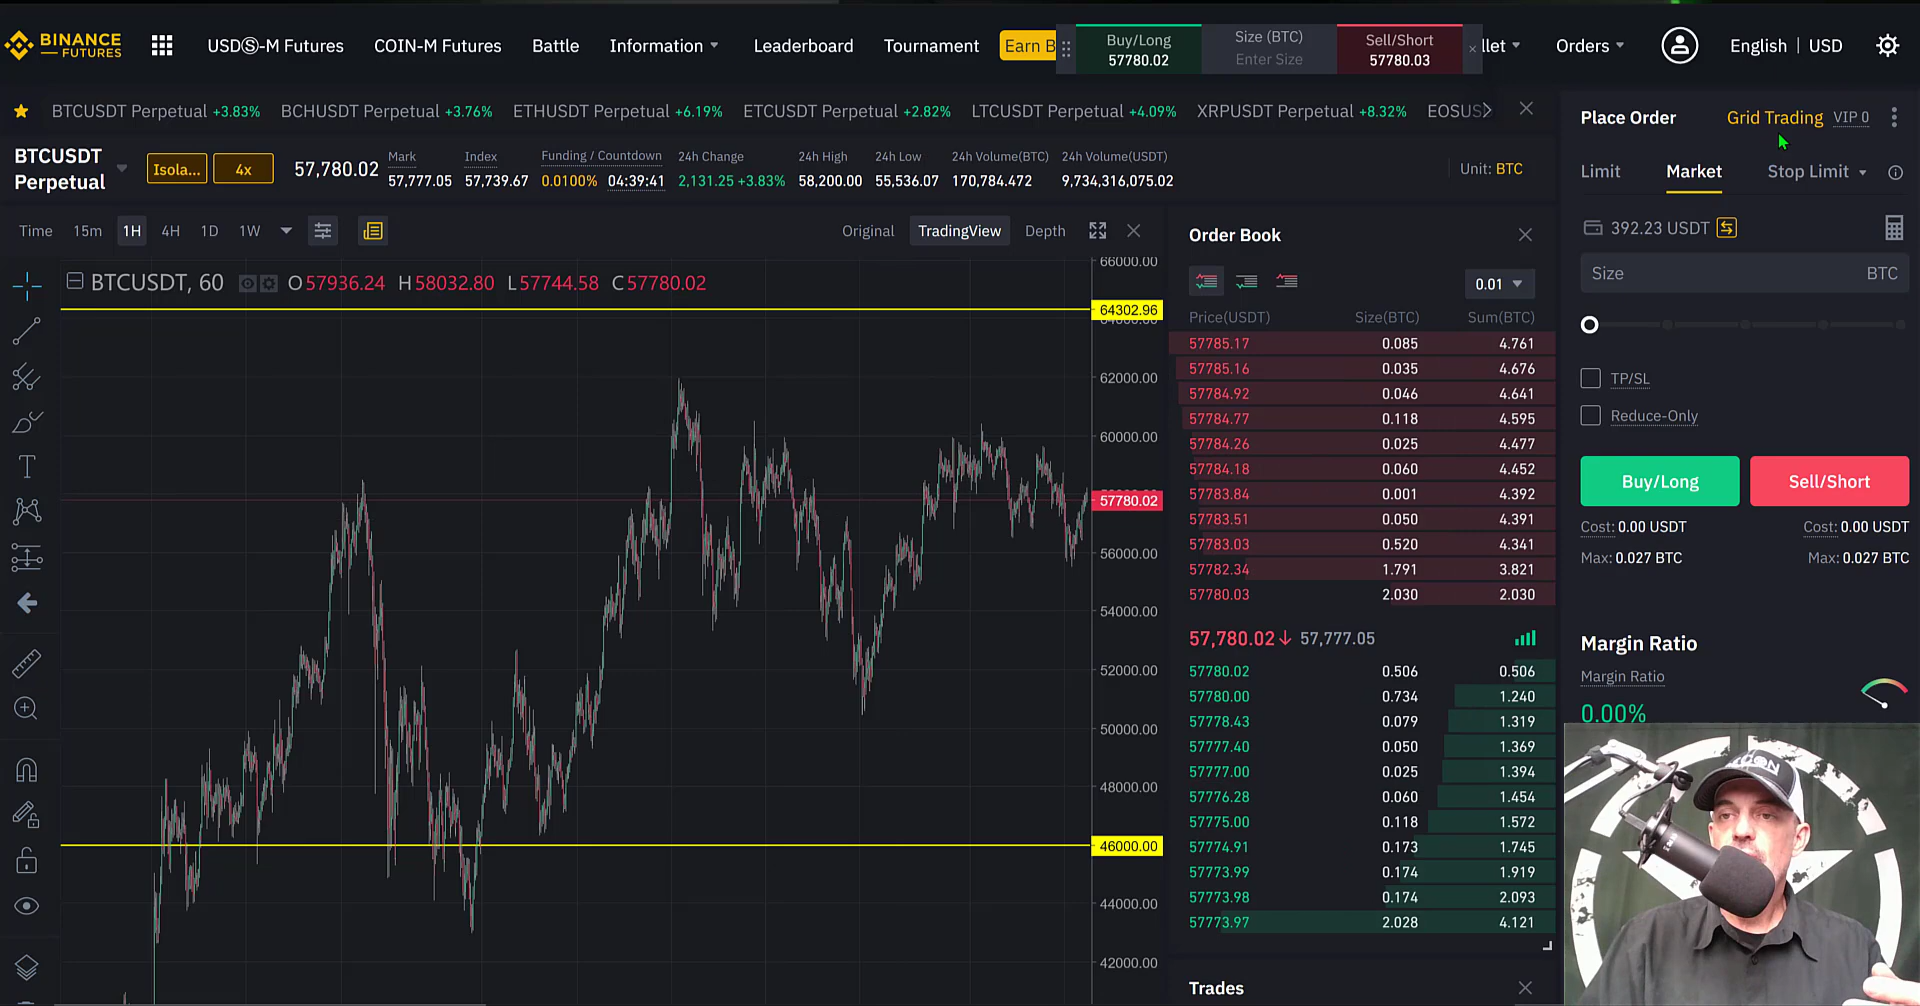 BINANCE
FUTURES
USDⓈ-M Futures
COIN-M Futures
Battle
Information
Leaderboard
Tournament
Earn B
Buy/Long
57780.02
Size (BTC)
Enter Size
Sell/Short
57780.03
llet
Orders
English | USD
BTCUSDT Perpetual +3.83%
BCHUSDT Perpetual +3.76%
ETHUSDT Perpetual +6.19%
ETCUSDT Perpetual +2.82%
LTCUSDT Perpetual +4.09%
XRPUSDT Perpetual +8.32%
EOSUS
BTCUSDT
Perpetual
Isola...
4x
57,780.02
Mark
57,777.05
Index
57,739.67
Funding / Countdown
0.0100% 04:39:41
24h Change
2,131.25 +3.83%
24h High
58,200.00
24h Low
55,536.07
24h Volume(BTC)
170,784.472
24h Volume(USDT)
9,734,316,075.02
Unit: BTC
Time 15m 1H 4H 1D 1W
Original TradingView Depth
BTCUSDT, 60 O57936.24 H58032.80 L57744.58 C57780.02
66000.00
64302.96
62000.00
60000.00
57780.02
56000.00
54000.00
52000.00
50000.00
48000.00
46000.00
44000.00
42000.00
Order Book
0.01
Price(USDT) Size(BTC) Sum(BTC)
57785.17 0.085 4.761
57785.16 0.035 4.676
57784.92 0.046 4.641
57784.77 0.118 4.595
57784.26 0.025 4.477
57784.18 0.060 4.452
57783.84 0.001 4.392
57783.51 0.050 4.391
57783.03 0.520 4.341
57782.34 1.791 3.821
57780.03 2.030 2.030
57,780.02↓ 57,777.05
57780.02 0.506 0.506
57780.00 0.734 1.240
57778.43 0.079 1.319
57777.40 0.050 1.369
57777.00 0.025 1.394
57776.28 0.060 1.454
57775.00 0.118 1.572
57774.91 0.173 1.745
57773.99 0.174 1.919
57773.98 0.174 2.093
57773.97 2.028 4.121
Trades
Place Order
Grid Trading VIP 0
Limit Market Stop Limit
392.23 USDT
Size BTC
TP/SL
Reduce-Only
Buy/Long Sell/Short
Cost: 0.00 USDT Cost: 0.00 USDT
Max: 0.027 BTC Max: 0.027 BTC
Margin Ratio
Margin Ratio
0.00%